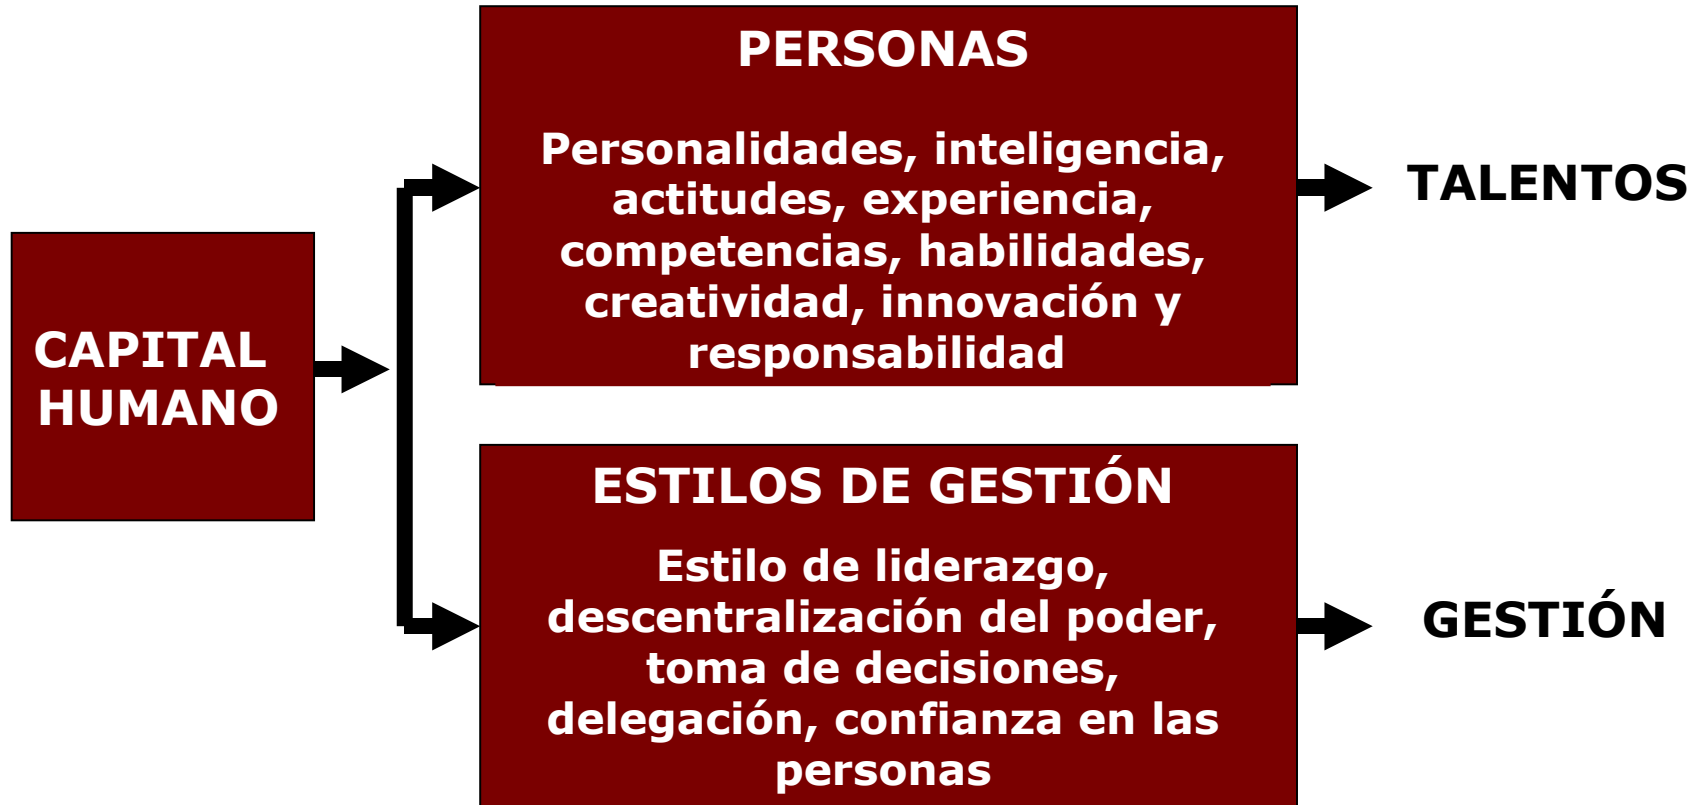 CAPITAL
HUMANO
PERSONAS
Personalidades, inteligencia,
actitudes, experiencia,
competencias, habilidades,
creatividad, innovación y
responsabilidad
TALENTOS
ESTILOS DE GESTIÓN
Estilo de liderazgo,
descentralización del poder,
toma de decisiones,
delegación, confianza en las
personas
GESTIÓN